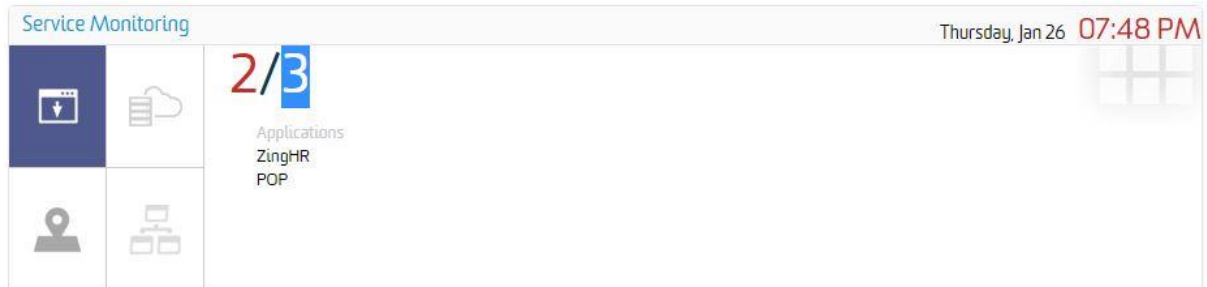 Service Monitoring
Thursday, Jan 26 07:48 PM
2/3
Applications
ZingHR
POP